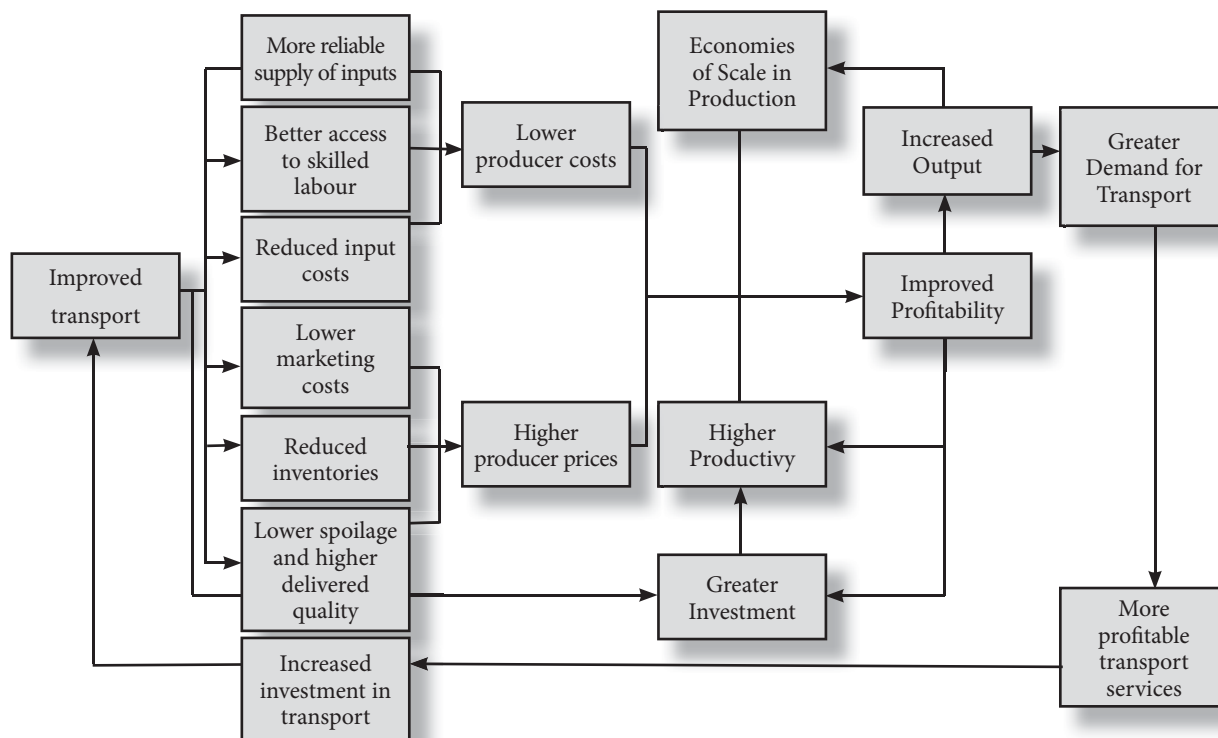 More reliable
supply of inputs
Better access
to skilled
labour
Reduced input
costs
Lower
marketing
costs
Reduced
inventories
Lower spoilage
and higher
delivered
quality
Increased
investment in
transport
Improved
transport
Lower
producer costs
Higher
producer prices
Economies
of Scale in
Production
Higher
Productivy
Greater
Investment
Increased
Output
Improved
Profitability
Greater
Demand for
Transport
More
profitable
transport
services